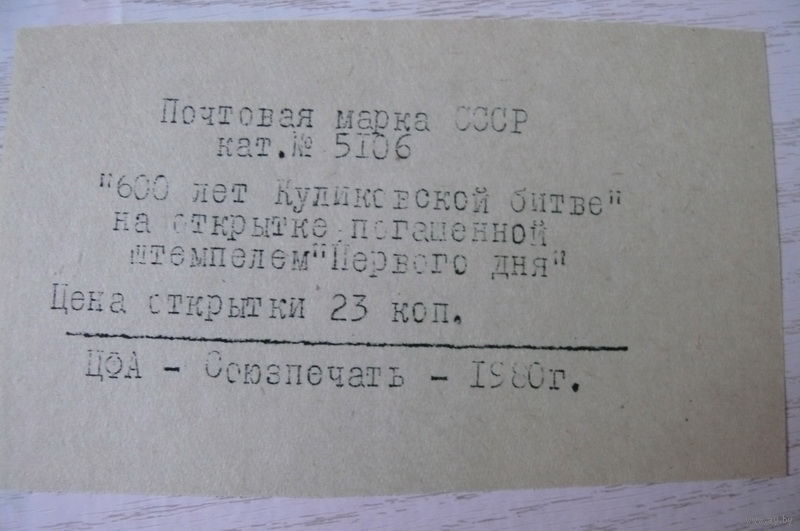 Почтовая марка СССР
кат.№ 5106
"600 лет Куликовской битве"
на открытке, погашенной
штемпелем "Первого дня"
Цена открытки 23 коп.
ЦФА - Союзпечать - 1980г.